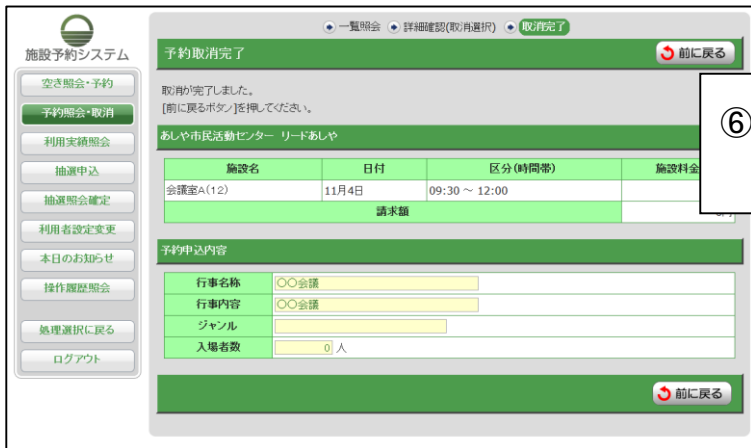 一覧照会 詳細確認(取消選択) 取消完了
施設予約システム
空き照会・予約
予約照会・取消
利用実績照会
抽選申込
抽選照会確定
利用者設定変更
本日のお知らせ
操作履歴照会
処理選択に戻る
ログアウト
予約取消完了 前に戻る
取消が完了しました。
[前に戻るボタン]を押してください。
⑥
あしや市民活動センター リードあしや
施設名 日付 区分(時間帯) 施設料金
会議室A(12) 11月4日 09:30 ~ 12:00
請求額
予約申込内容
行事名称 〇〇会議
行事内容 〇〇会議
ジャンル
入場者数 0 人
前に戻る